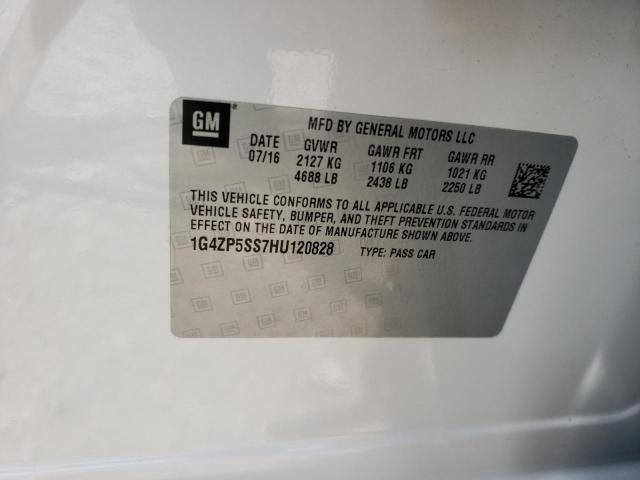 GM
MFD BY GENERAL MOTORS LLC
DATE GVWR GAWR FRT GAWR RR
07/16 2127 KG 1106 KG 1021 KG
4688 LB 2438 LB 2250 LB
THIS VEHICLE CONFORMS TO ALL APPLICABLE U.S. FEDERAL MOTOR
VEHICLE SAFETY, BUMPER, AND THEFT PREVENTION STANDARDS IN
EFFECT ON THE DATE OF MANUFACTURE SHOWN ABOVE.
1G4ZP5SS7HU120828 TYPE: PASS CAR